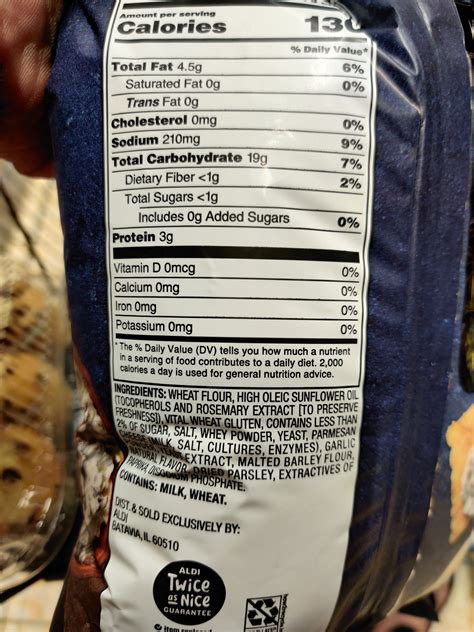 Amount per serving
Calories 130
% Daily Value*
Total Fat 4.5g 6%
Saturated Fat 0g 0%
Trans Fat 0g
Cholesterol 0mg 0%
Sodium 210mg 9%
Total Carbohydrate 19g 7%
Dietary Fiber <1g 2%
Total Sugars <1g
Includes 0g Added Sugars 0%
Protein 3g
Vitamin D 0mcg 0%
Calcium 0mg 0%
Iron 0mg 0%
Potassium 0mg 0%
* The % Daily Value (DV) tells you how much a nutrient
in a serving of food contributes to a daily diet. 2,000
calories a day is used for general nutrition advice.
INGREDIENTS: WHEAT FLOUR, HIGH OLEIC SUNFLOWER OIL
(TOCOPHEROLS AND ROSEMARY EXTRACT [TO PRESERVE
FRESHNESS]), VITAL WHEAT GLUTEN, CONTAINS LESS THAN
2% OF SUGAR, SALT, WHEY POWDER, YEAST, PARMESAN
CHEESE (MILK, SALT, CULTURES, ENZYMES), GARLIC
EXTRACT, MALTED BARLEY FLOUR,
NATURAL FLAVOR, DRIED PARSLEY, EXTRACTIVES OF
PAPRIKA, DISODIUM PHOSPHATE.
CONTAINS: MILK, WHEAT.
DIST. & SOLD EXCLUSIVELY BY:
ALDI
BATAVIA, IL 60510
ALDI
TWICE
as NICE
GUARANTEE